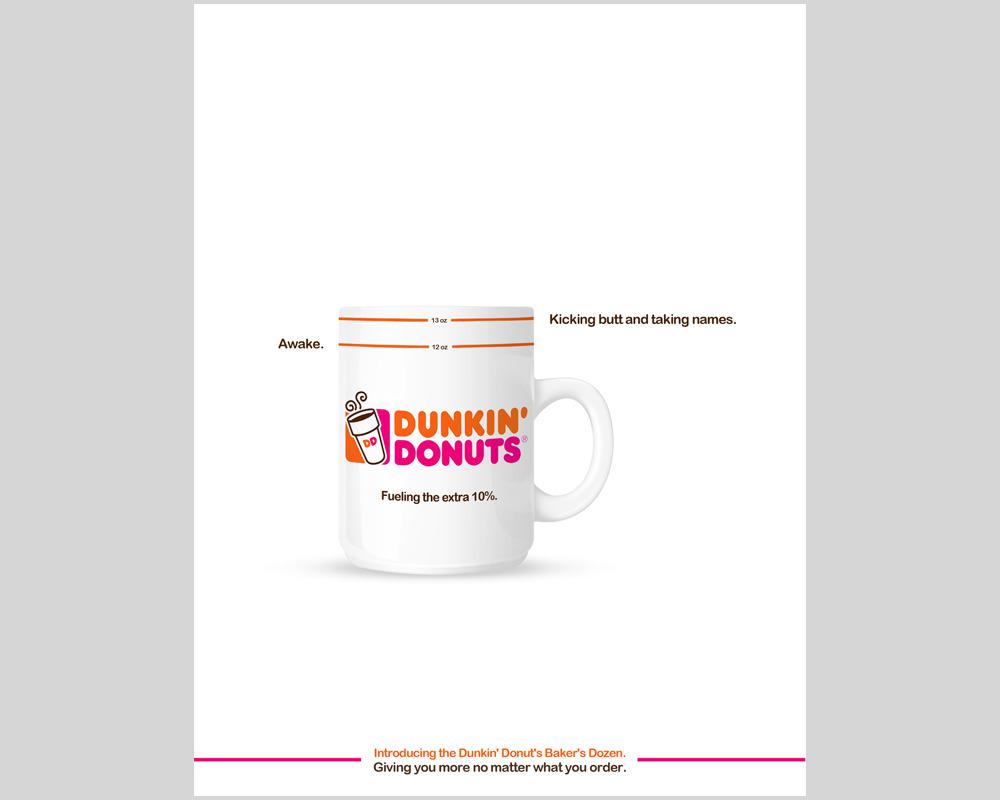 13 oz
Kicking butt and taking names.
Awake.
12 oz
DD
DUNKIN'
DONUTS®
Fueling the extra 10%.
Introducing the Dunkin' Donut's Baker's Dozen.
Giving you more no matter what you order.